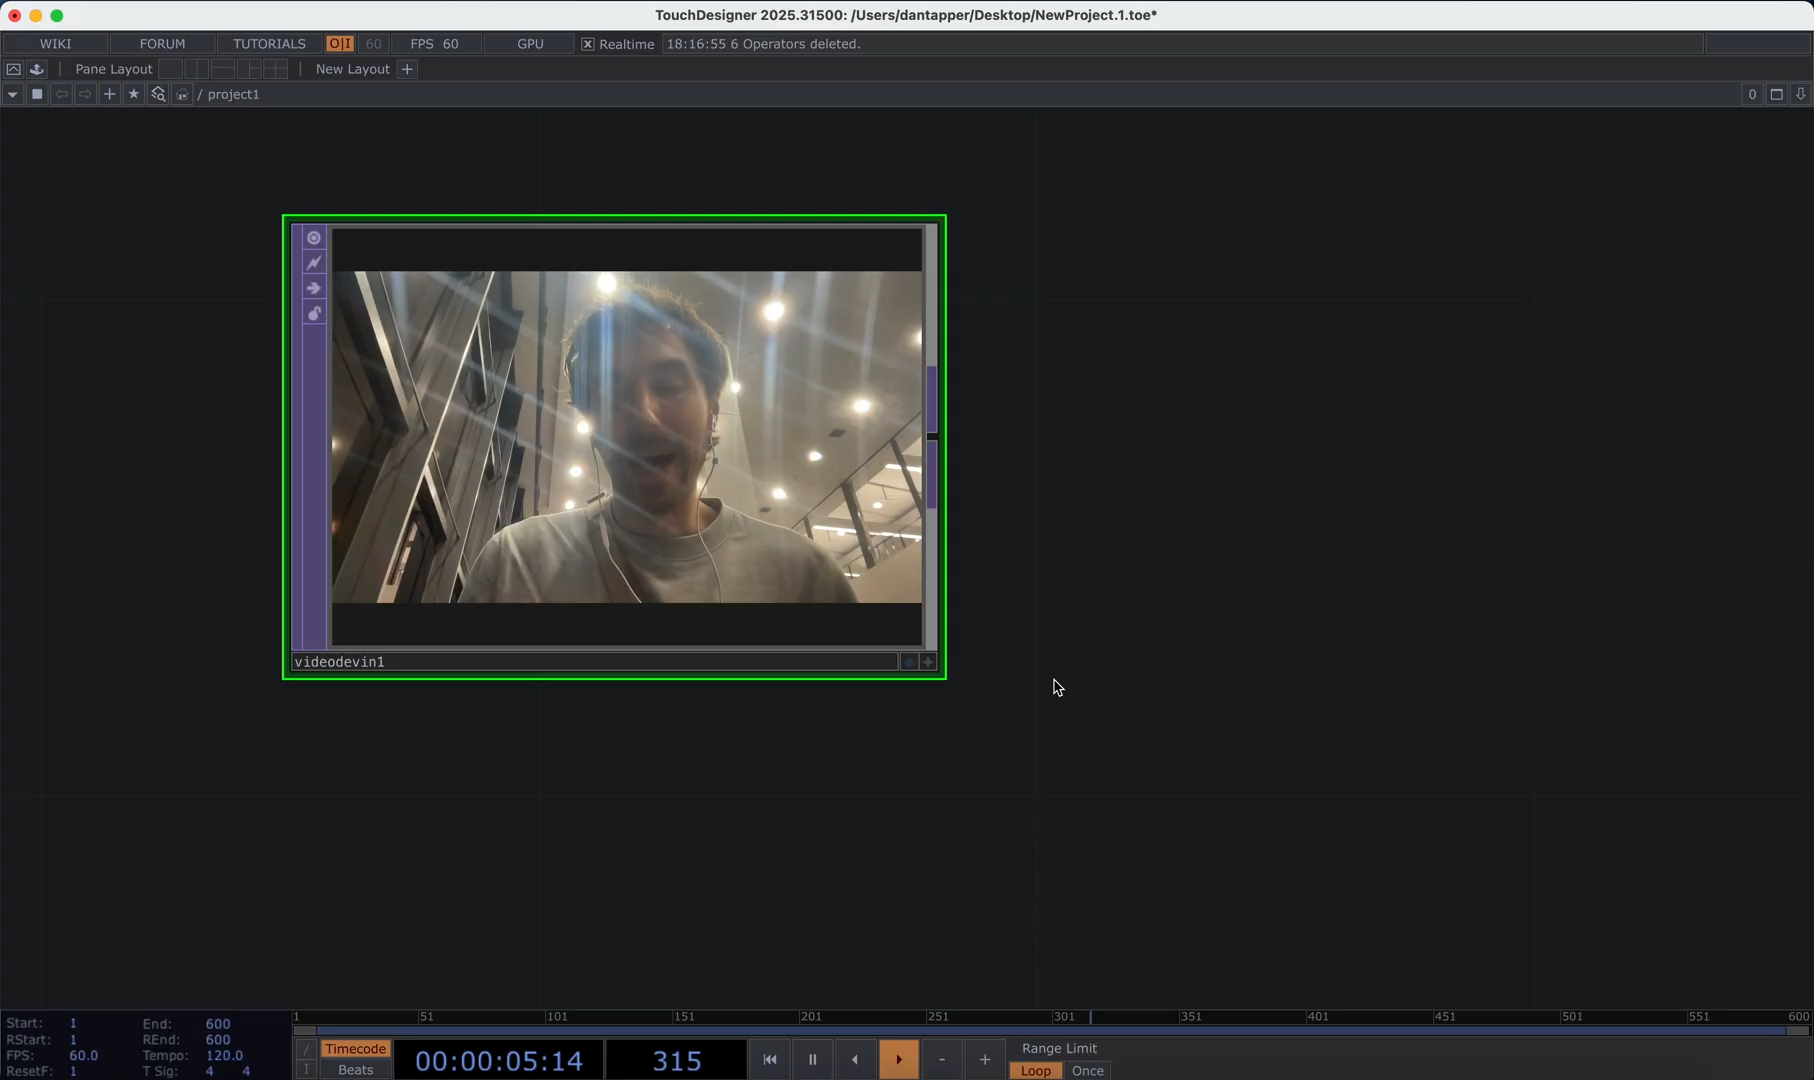 TouchDesigner 2025.31500: /Users/dantapper/Desktop/NewProject.1.toe*
WIKI FORUM TUTORIALS O|I 60 FPS 60 GPU X Realtime 18:16:55 6 Operators deleted.
Pane Layout New Layout +
/ project1 0
videodevin1
1 51 101 151 201 251 301 351 401 451 501 551 600
Start: 1 End: 600
RStart: 1 REnd: 600
FPS: 60.0 Tempo: 120.0
ResetF: 1 T Sig: 4 4
/ Timecode 00:00:05:14 315 - + Range Limit
I Beats Loop Once